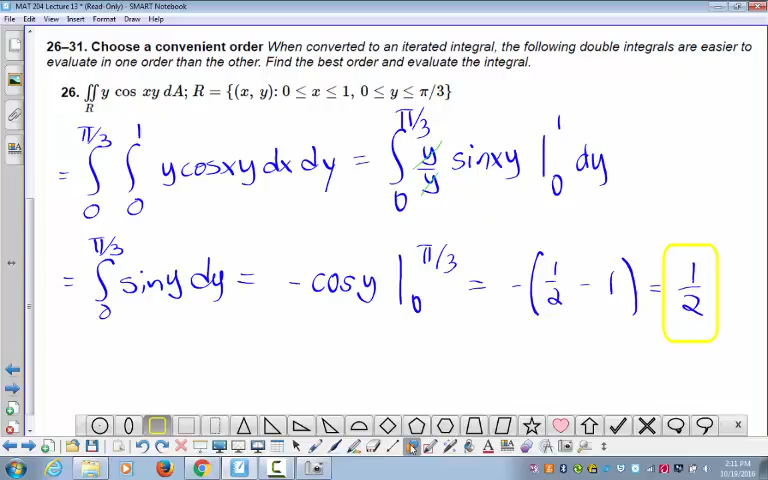 MAT 204 Lecture 13 * (Read-Only) - SMART Notebook
File Edit View Insert Format Draw Help
26–31. Choose a convenient order When converted to an iterated integral, the following double integrals are easier to
evaluate in one order than the other. Find the best order and evaluate the integral.
26. ∬_R y cos xy dA; R = {(x, y): 0 ≤ x ≤ 1, 0 ≤ y ≤ π/3}
= ∫_0^{π/3} ∫_0^1 y cos xy dx dy = ∫_0^{π/3} y/y sin xy |_0^1 dy
= ∫_0^{π/3} sin y dy = - cos y |_0^{π/3} = -(1/2 - 1) = 1/2
2:11 PM
10/19/2016